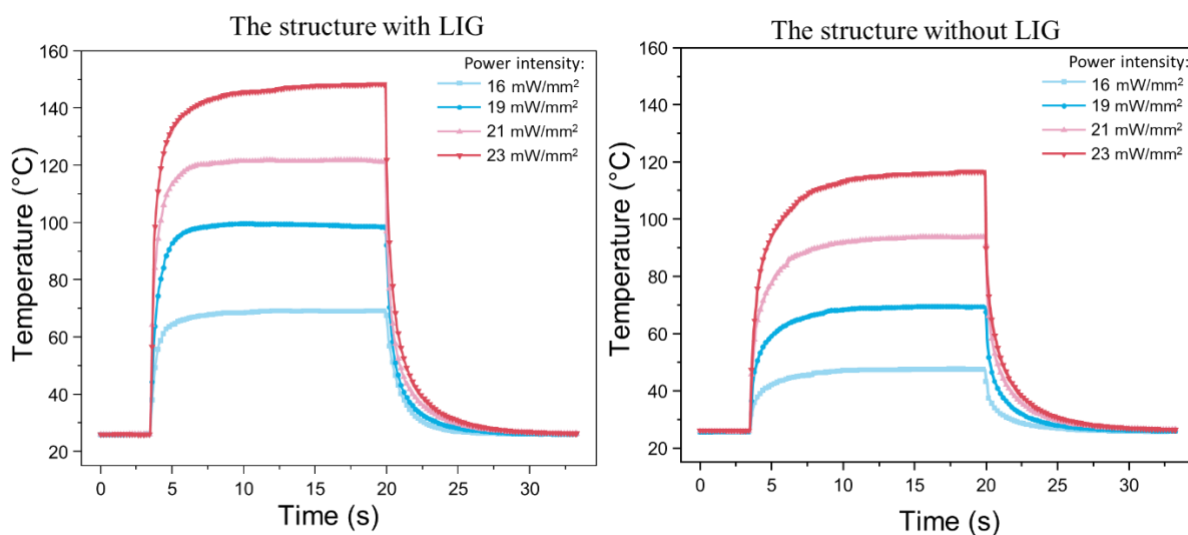 The structure with LIG
Power intensity:
16 mW/mm²
19 mW/mm²
21 mW/mm²
23 mW/mm²
160
140
120
100
80
60
40
20
Temperature (°C)
0 5 10 15 20 25 30
Time (s)
The structure without LIG
Power intensity:
16 mW/mm²
19 mW/mm²
21 mW/mm²
23 mW/mm²
160
140
120
100
80
60
40
20
Temperature (°C)
0 5 10 15 20 25 30
Time (s)